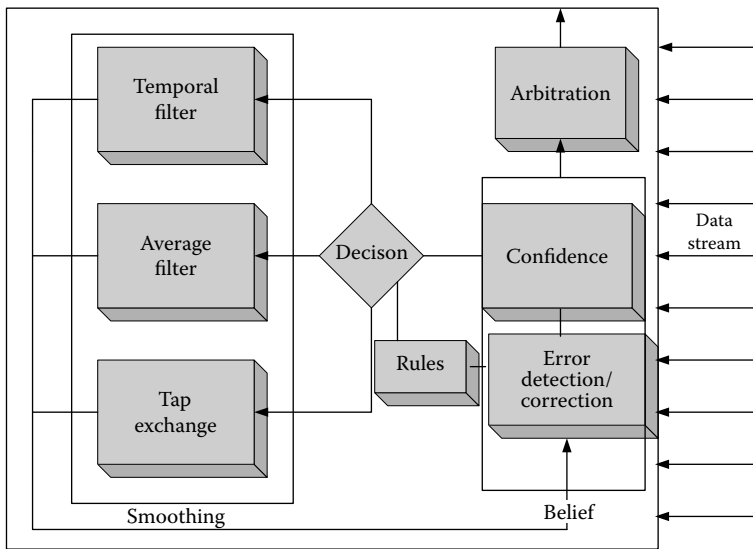 Temporal
filter
Arbitration
Average
filter
Decison
Confidence
Data
stream
Rules
Error
detection/
correction
Tap
exchange
Smoothing
Belief